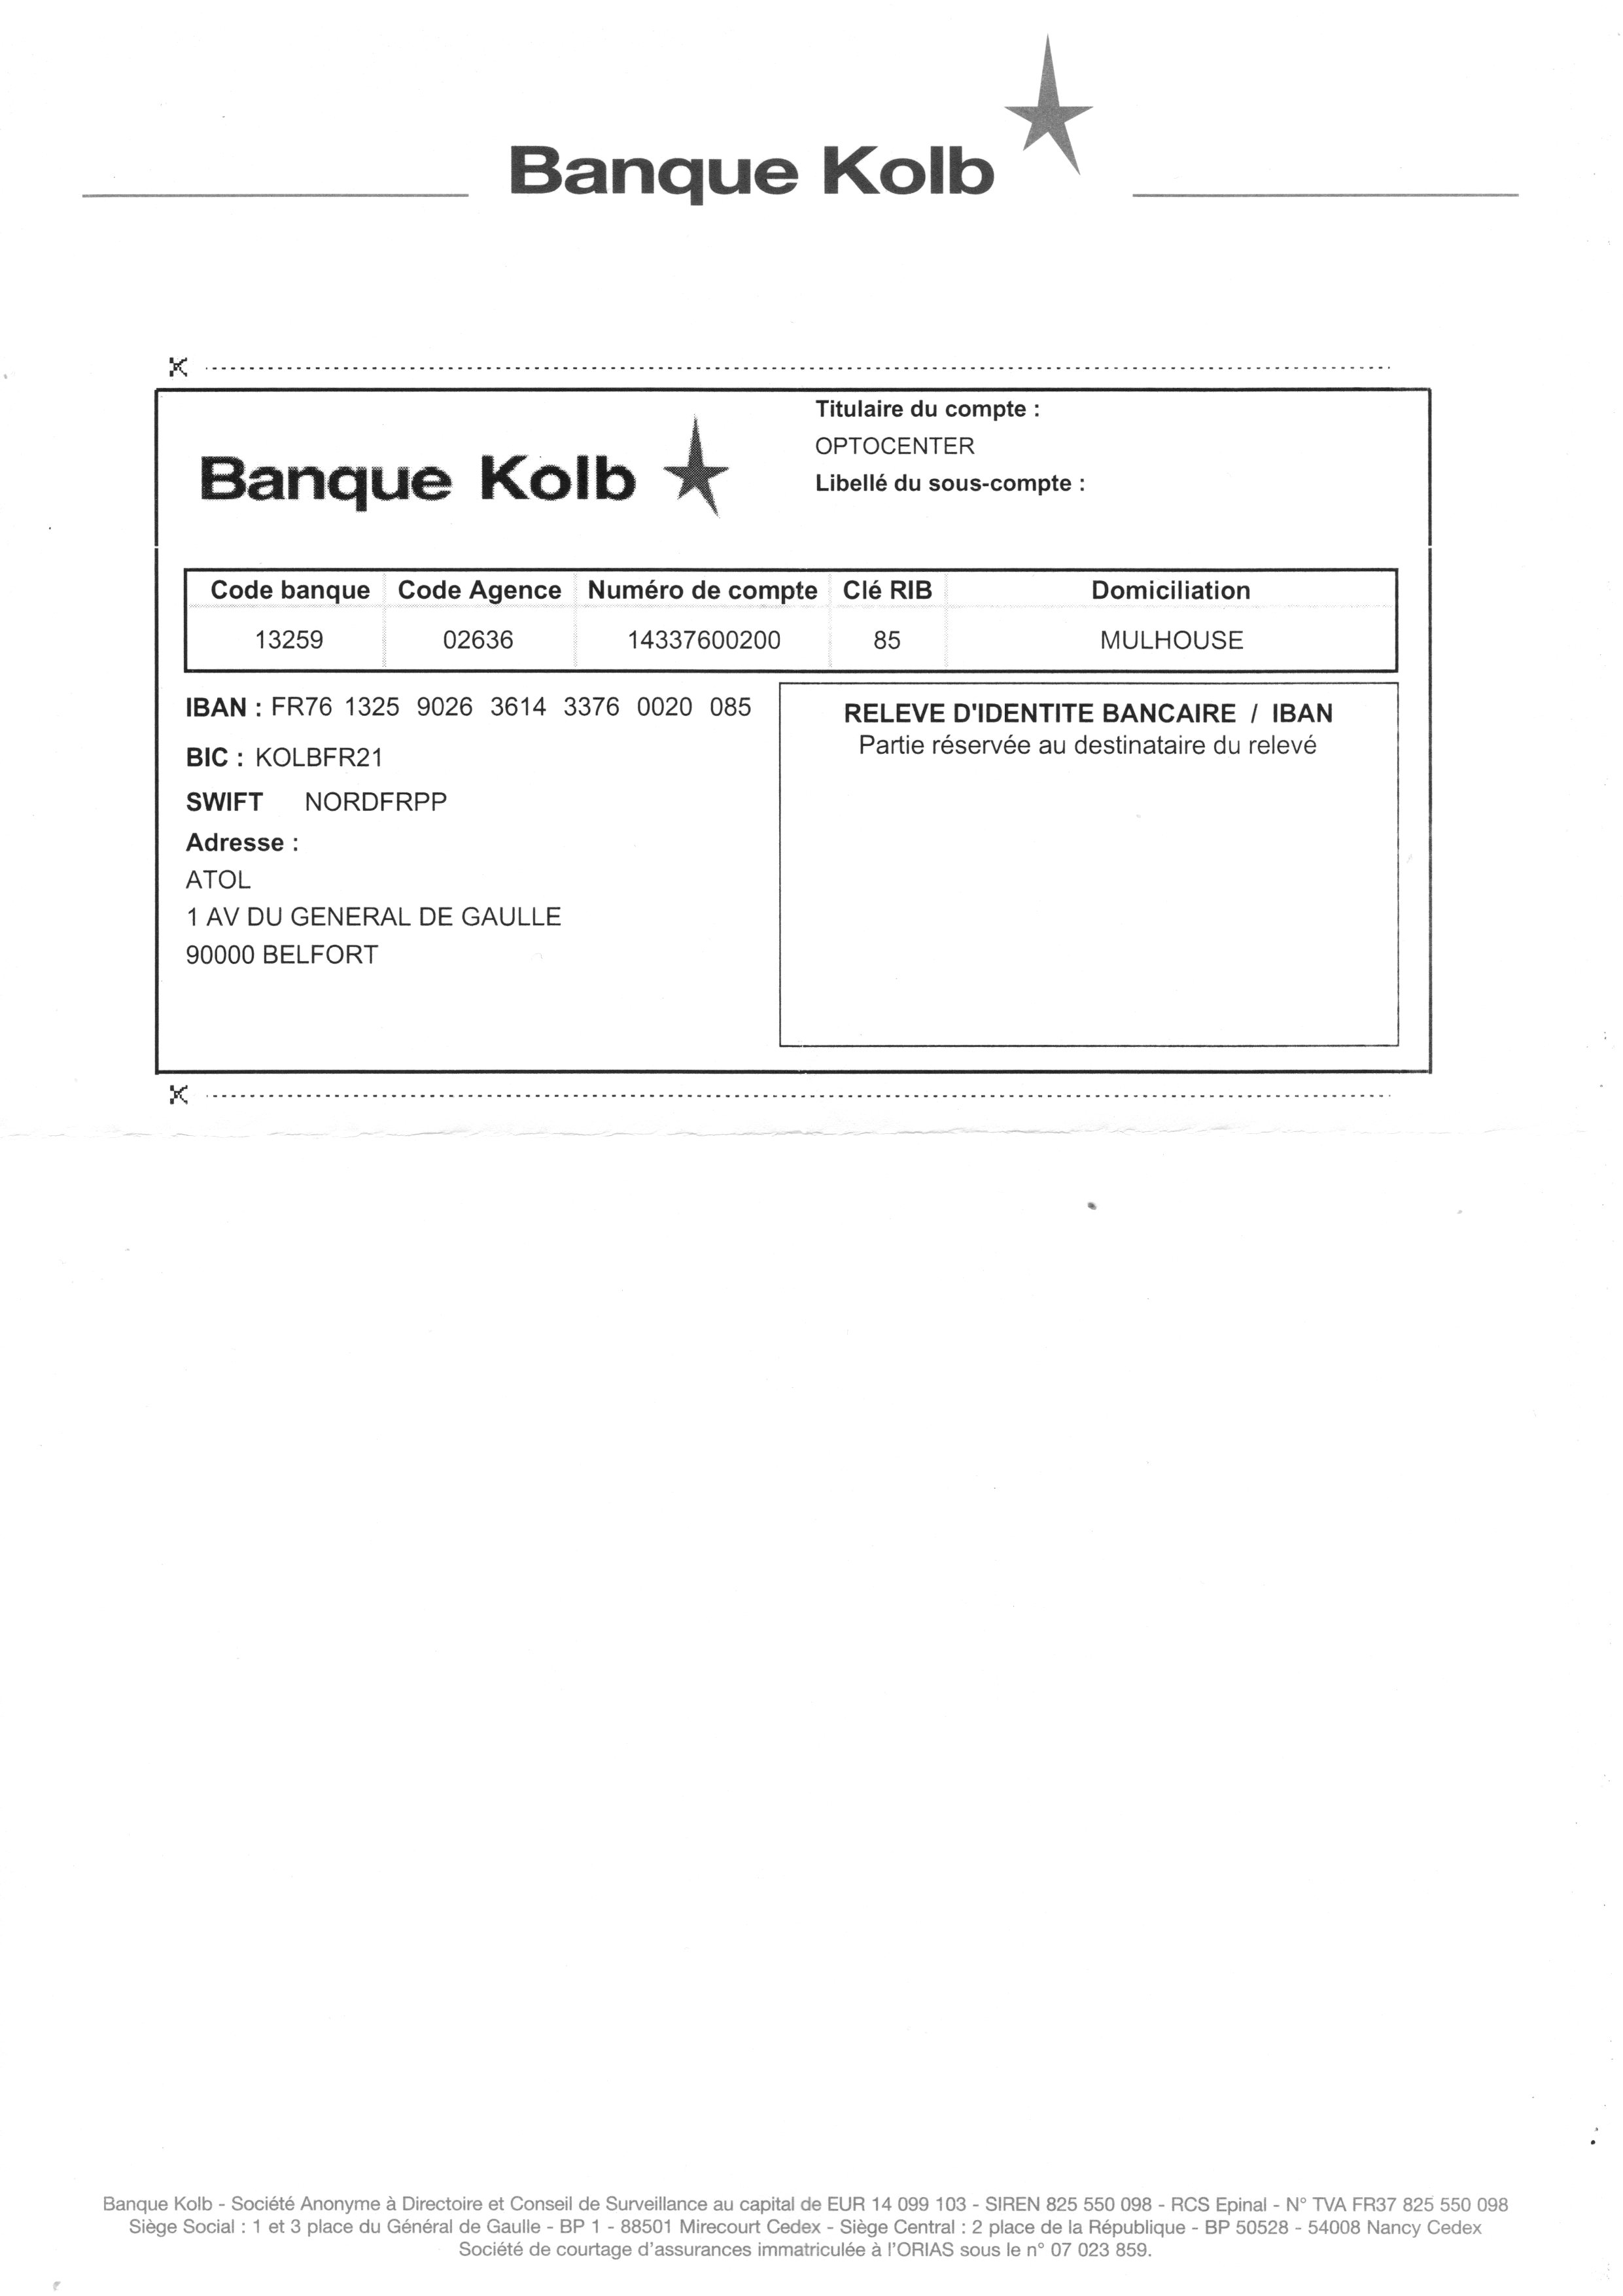 Banque Kolb
Banque Kolb
Titulaire du compte :
OPTOCENTER
Libellé du sous-compte :
Code banque Code Agence Numéro de compte Clé RIB Domiciliation
13259 02636 14337600200 85 MULHOUSE
IBAN : FR76 1325 9026 3614 3376 0020 085
BIC : KOLBFR21
SWIFT NORDFRPP
Adresse :
ATOL
1 AV DU GENERAL DE GAULLE
90000 BELFORT
RELEVE D'IDENTITE BANCAIRE / IBAN
Partie réservée au destinataire du relevé
Banque Kolb - Société Anonyme à Directoire et Conseil de Surveillance au capital de EUR 14 099 103 - SIREN 825 550 098 - RCS Epinal - N° TVA FR37 825 550 098
Siège Social : 1 et 3 place du Général de Gaulle - BP 1 - 88501 Mirecourt Cedex - Siège Central : 2 place de la République - BP 50528 - 54008 Nancy Cedex
Société de courtage d'assurances immatriculée à l'ORIAS sous le n° 07 023 859.